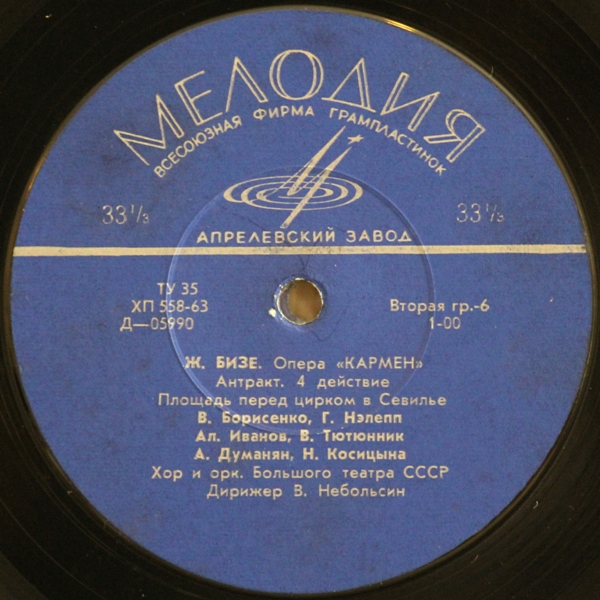 МЕЛОДИЯ
ВСЕСОЮЗНАЯ ФИРМА ГРАМПЛАСТИНОК
33⅓ 33⅓
АПРЕЛЕВСКИЙ ЗАВОД
ТУ 35
ХП 558-63
Д—05990
Вторая гр.-6
1-00
Ж. БИЗЕ. Опера «КАРМЕН»
Антракт. 4 действие
Площадь перед цирком в Севилье
В. Борисенко, Г. Нэлепп
Ал. Иванов, В. Тютюнник
А. Думанян, Н. Косицына
Хор и орк. Большого театра СССР
Дирижер В. Небольсин